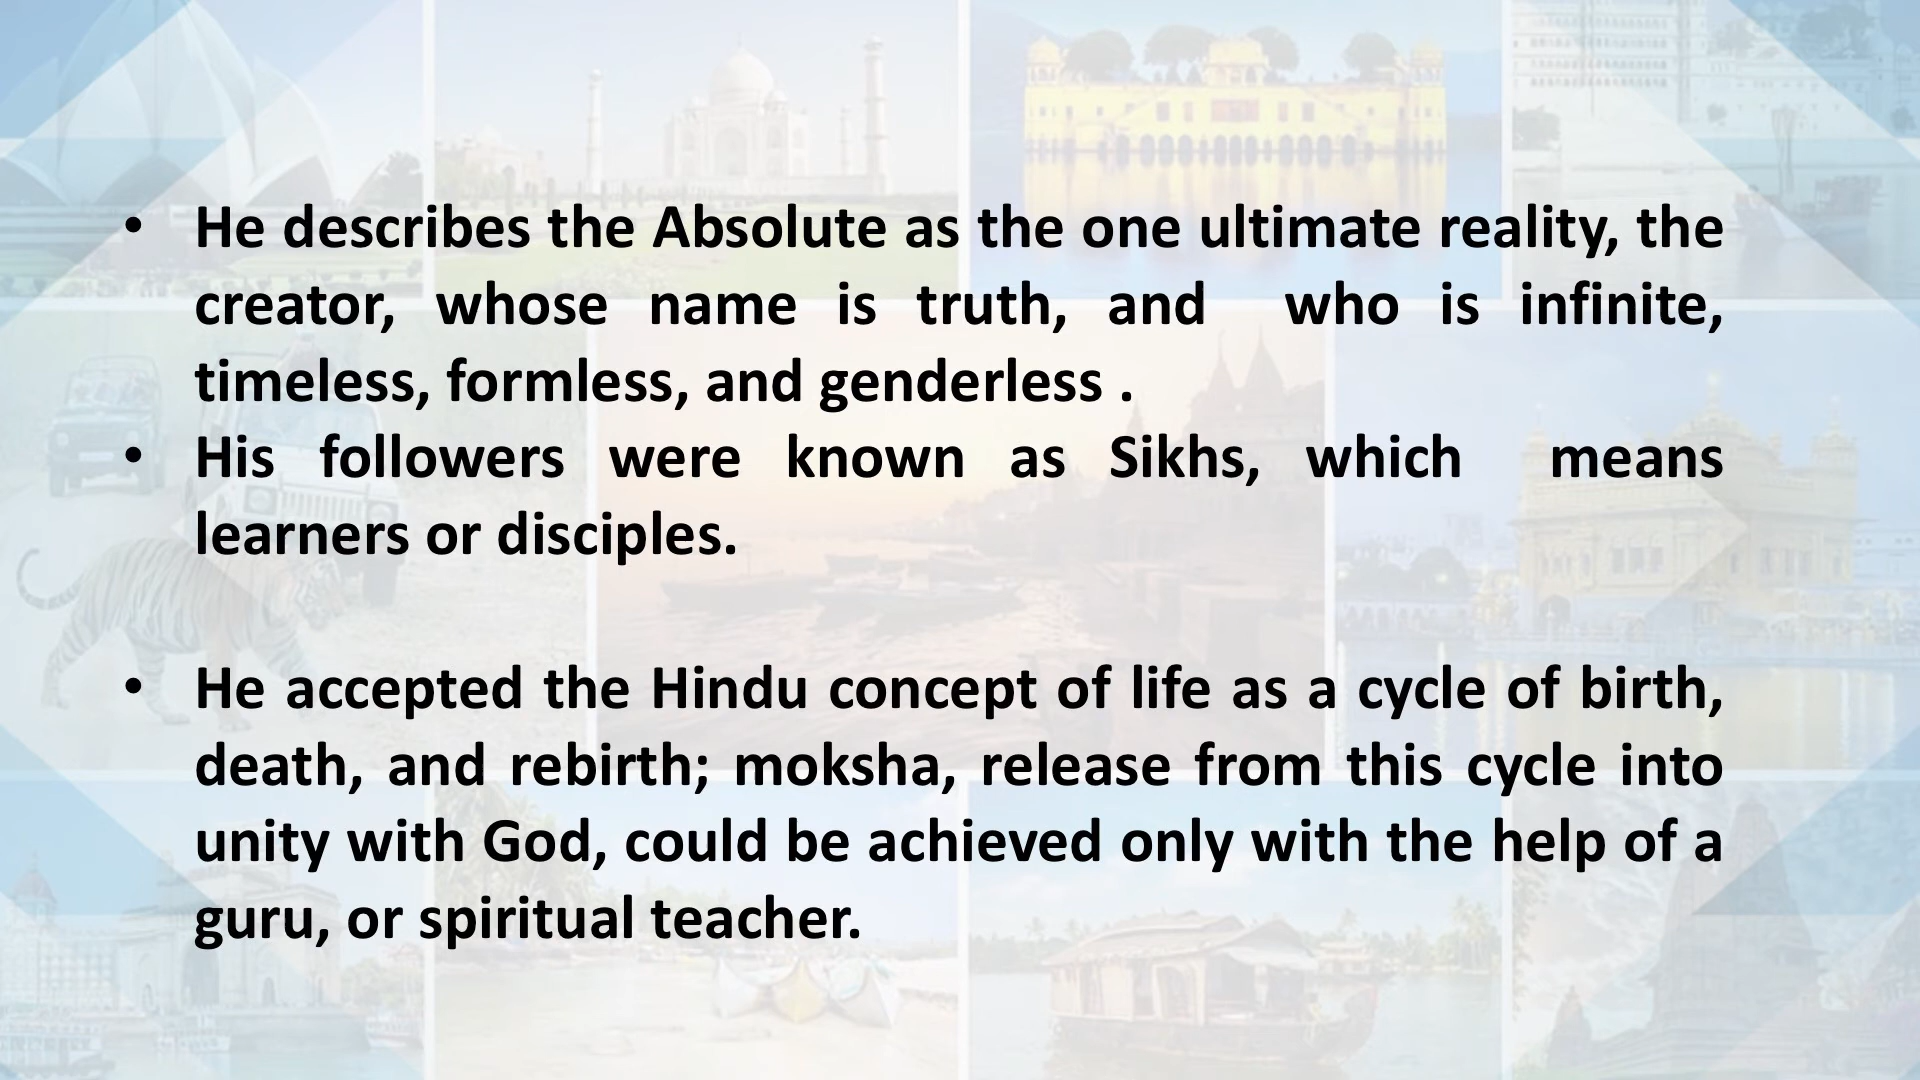 • He describes the Absolute as the one ultimate reality, the
creator, whose name is truth, and who is infinite,
timeless, formless, and genderless .
• His followers were known as Sikhs, which means
learners or disciples.
• He accepted the Hindu concept of life as a cycle of birth,
death, and rebirth; moksha, release from this cycle into
unity with God, could be achieved only with the help of a
guru, or spiritual teacher.